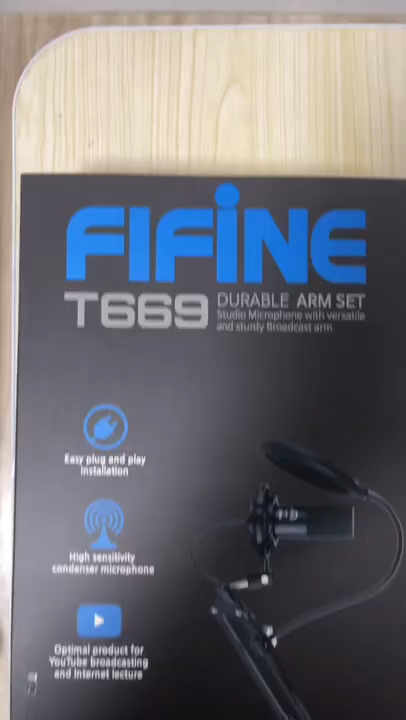 FIFINE
T669 DURABLE ARM SET
Studio Microphone with versatile
and sturdy Broadcast arm
Easy plug and play
installation
High sensitivity
condenser microphone
Optimal product for
YouTube broadcasting
and Internet lecture